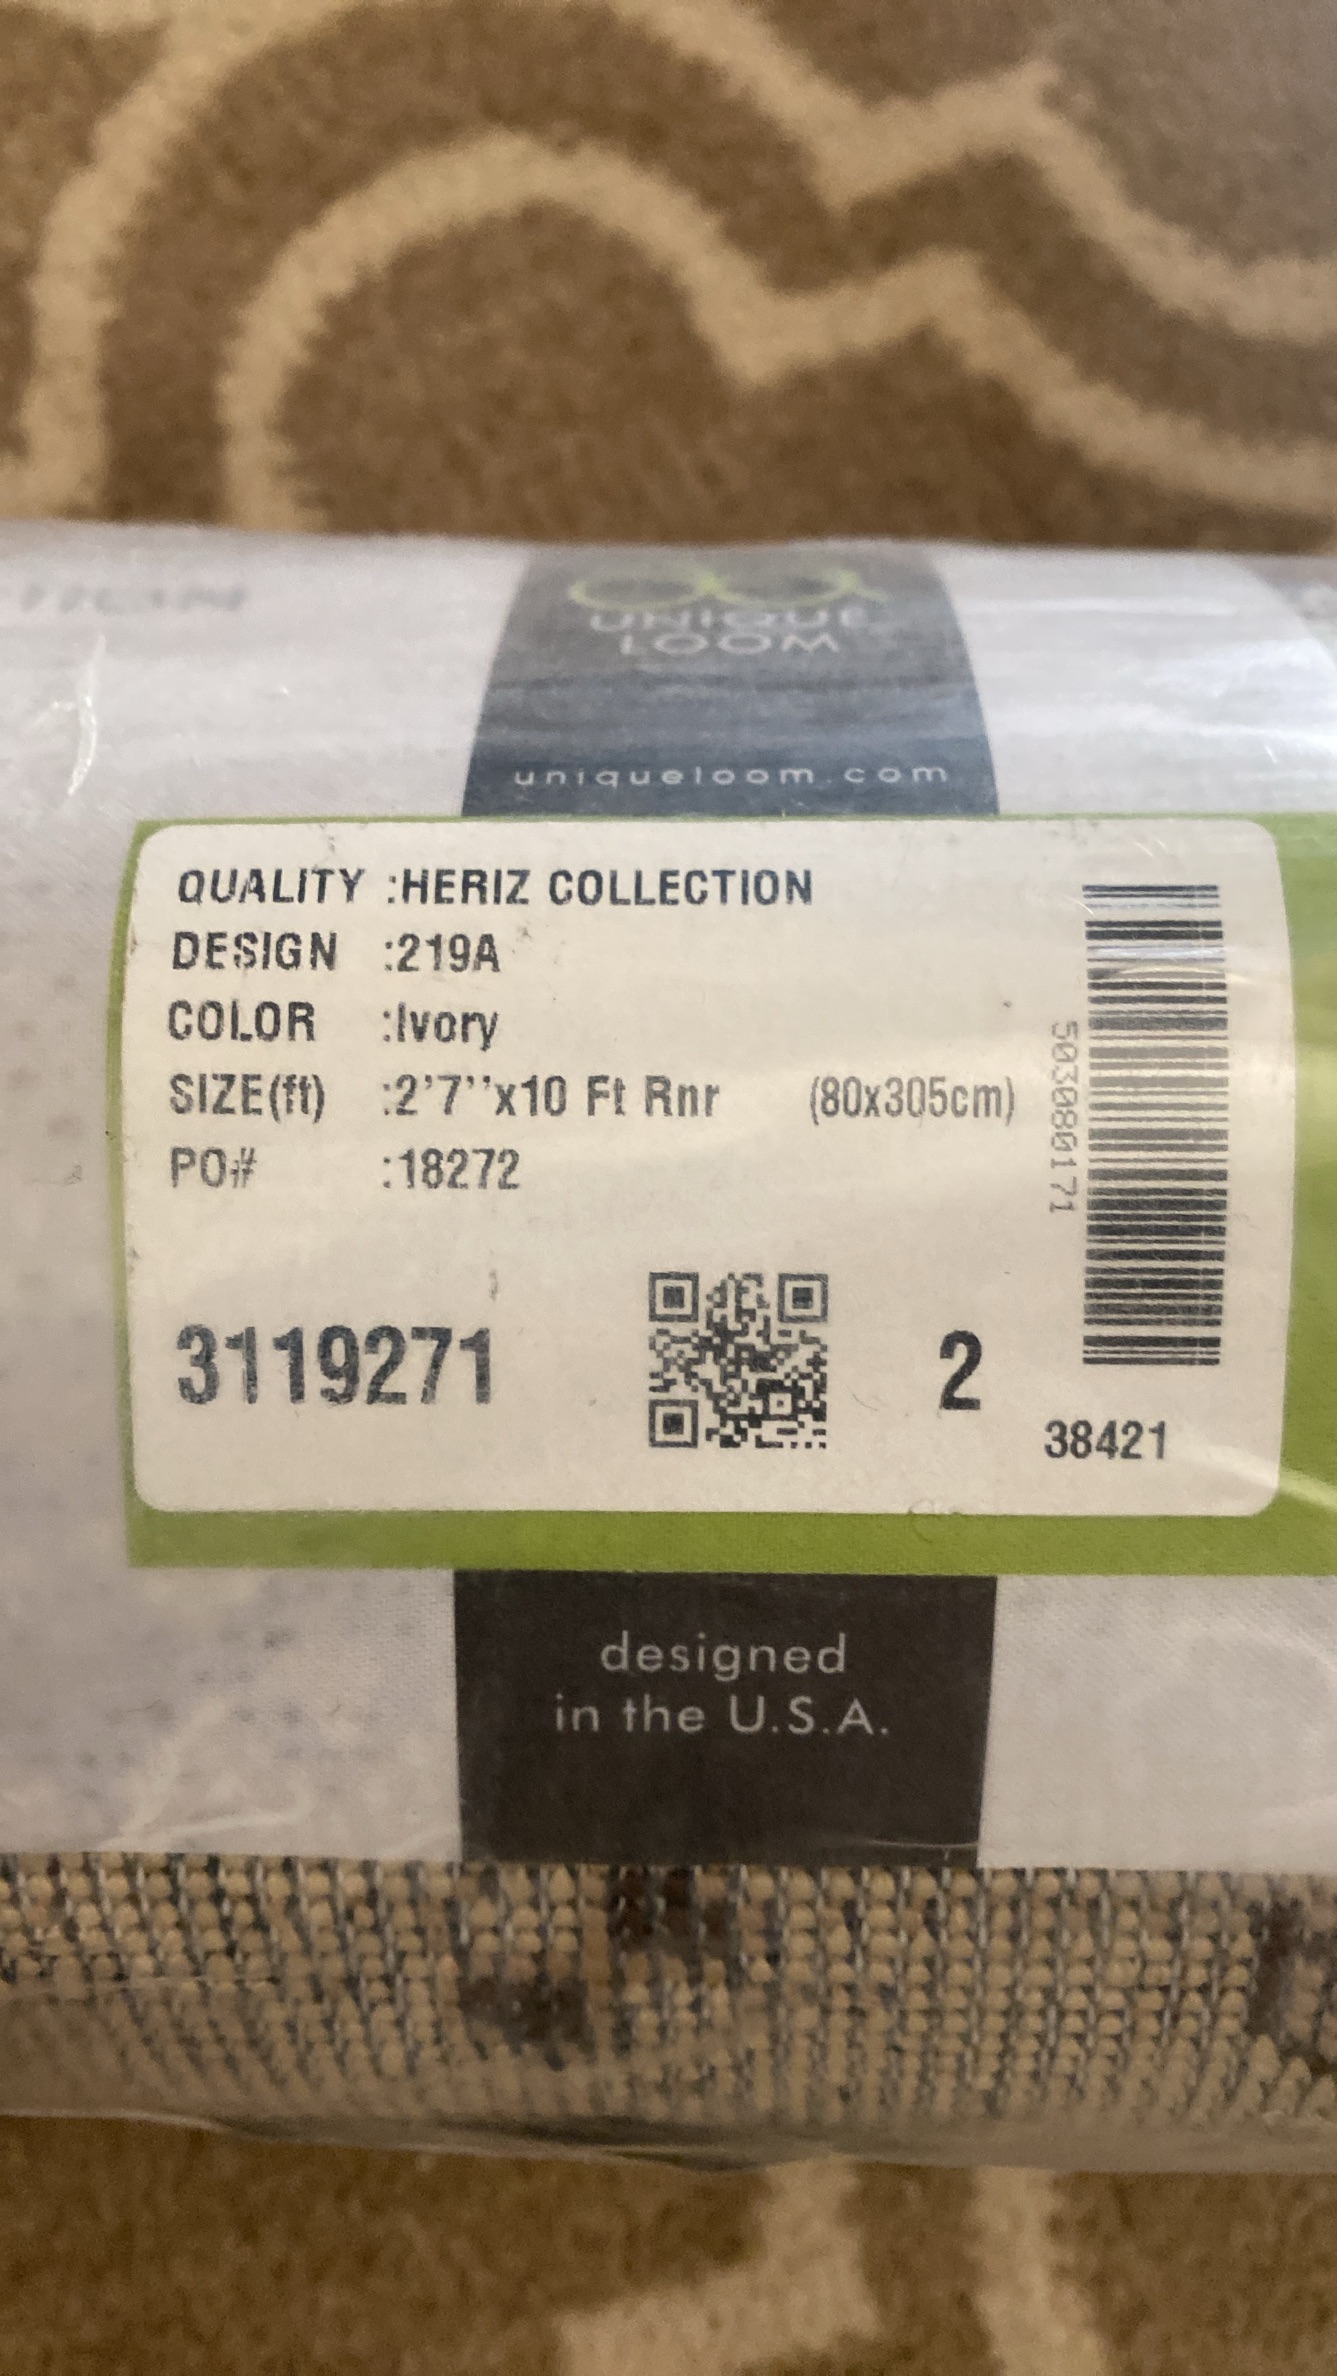 UNIQUE
LOOM
uniqueloom.com
QUALITY :HERIZ COLLECTION
DESIGN :219A
COLOR :Ivory
SIZE(ft) :2'7''x10 Ft Rnr (80x305cm)
PO# :18272
503080171
3119271
2
38421
designed
in the U.S.A.